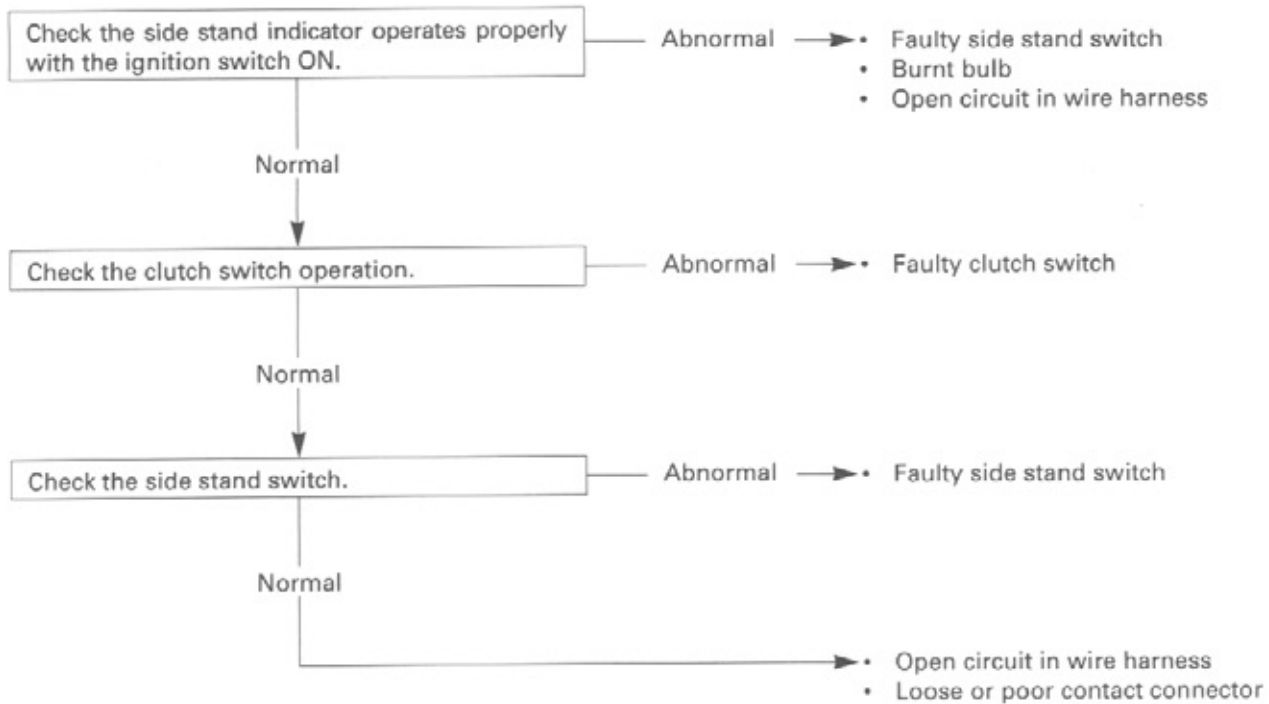 Check the side stand indicator operates properly
with the ignition switch ON.
Abnormal
• Faulty side stand switch
• Burnt bulb
• Open circuit in wire harness
Normal
Check the clutch switch operation.
Abnormal
• Faulty clutch switch
Normal
Check the side stand switch.
Abnormal
• Faulty side stand switch
Normal
• Open circuit in wire harness
• Loose or poor contact connector